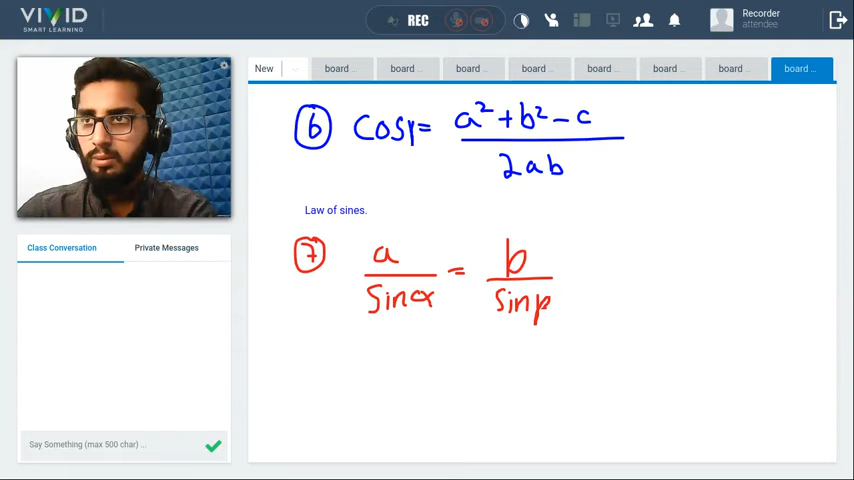 VIVID
SMART LEARNING
REC
Recorder
attendee
New
board ...
board ...
board ...
board ...
board ...
board ...
board ...
board ...
6 cosγ = a² + b² - c / 2ab
Law of sines.
7 a / sinα = b / sinβ
Class Conversation
Private Messages
Say Something (max 500 char) ...